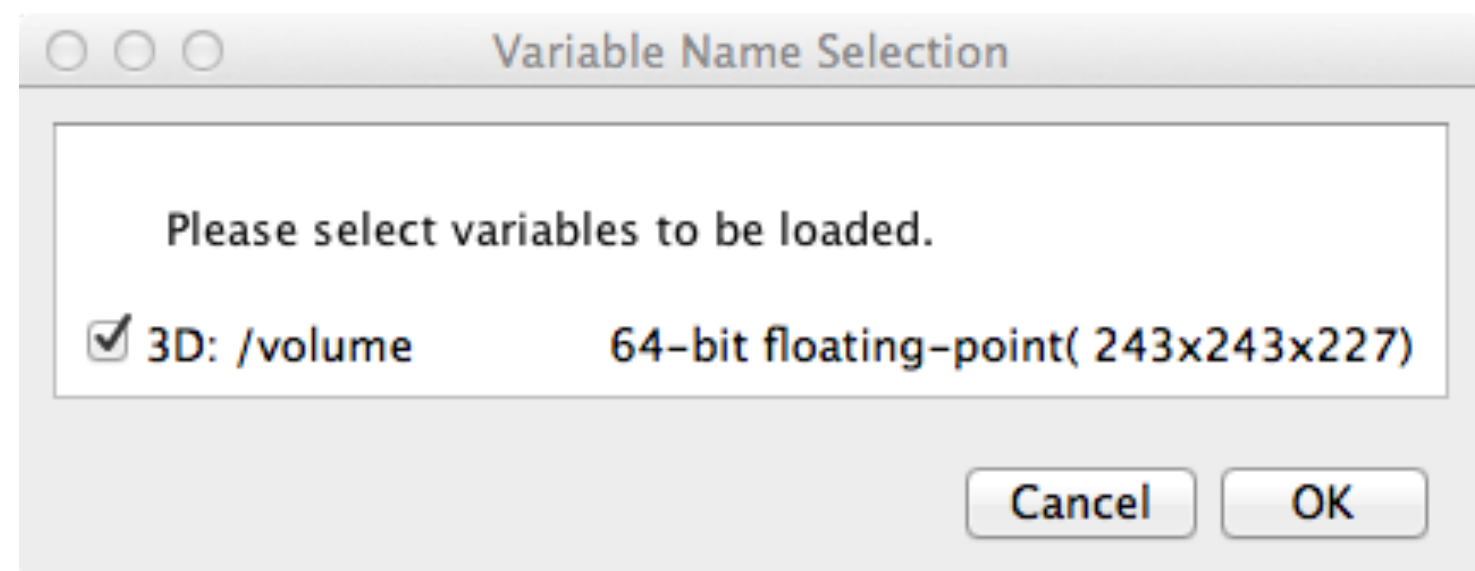 Variable Name Selection
Please select variables to be loaded.
3D: /volume 64-bit floating-point( 243x243x227)
Cancel OK